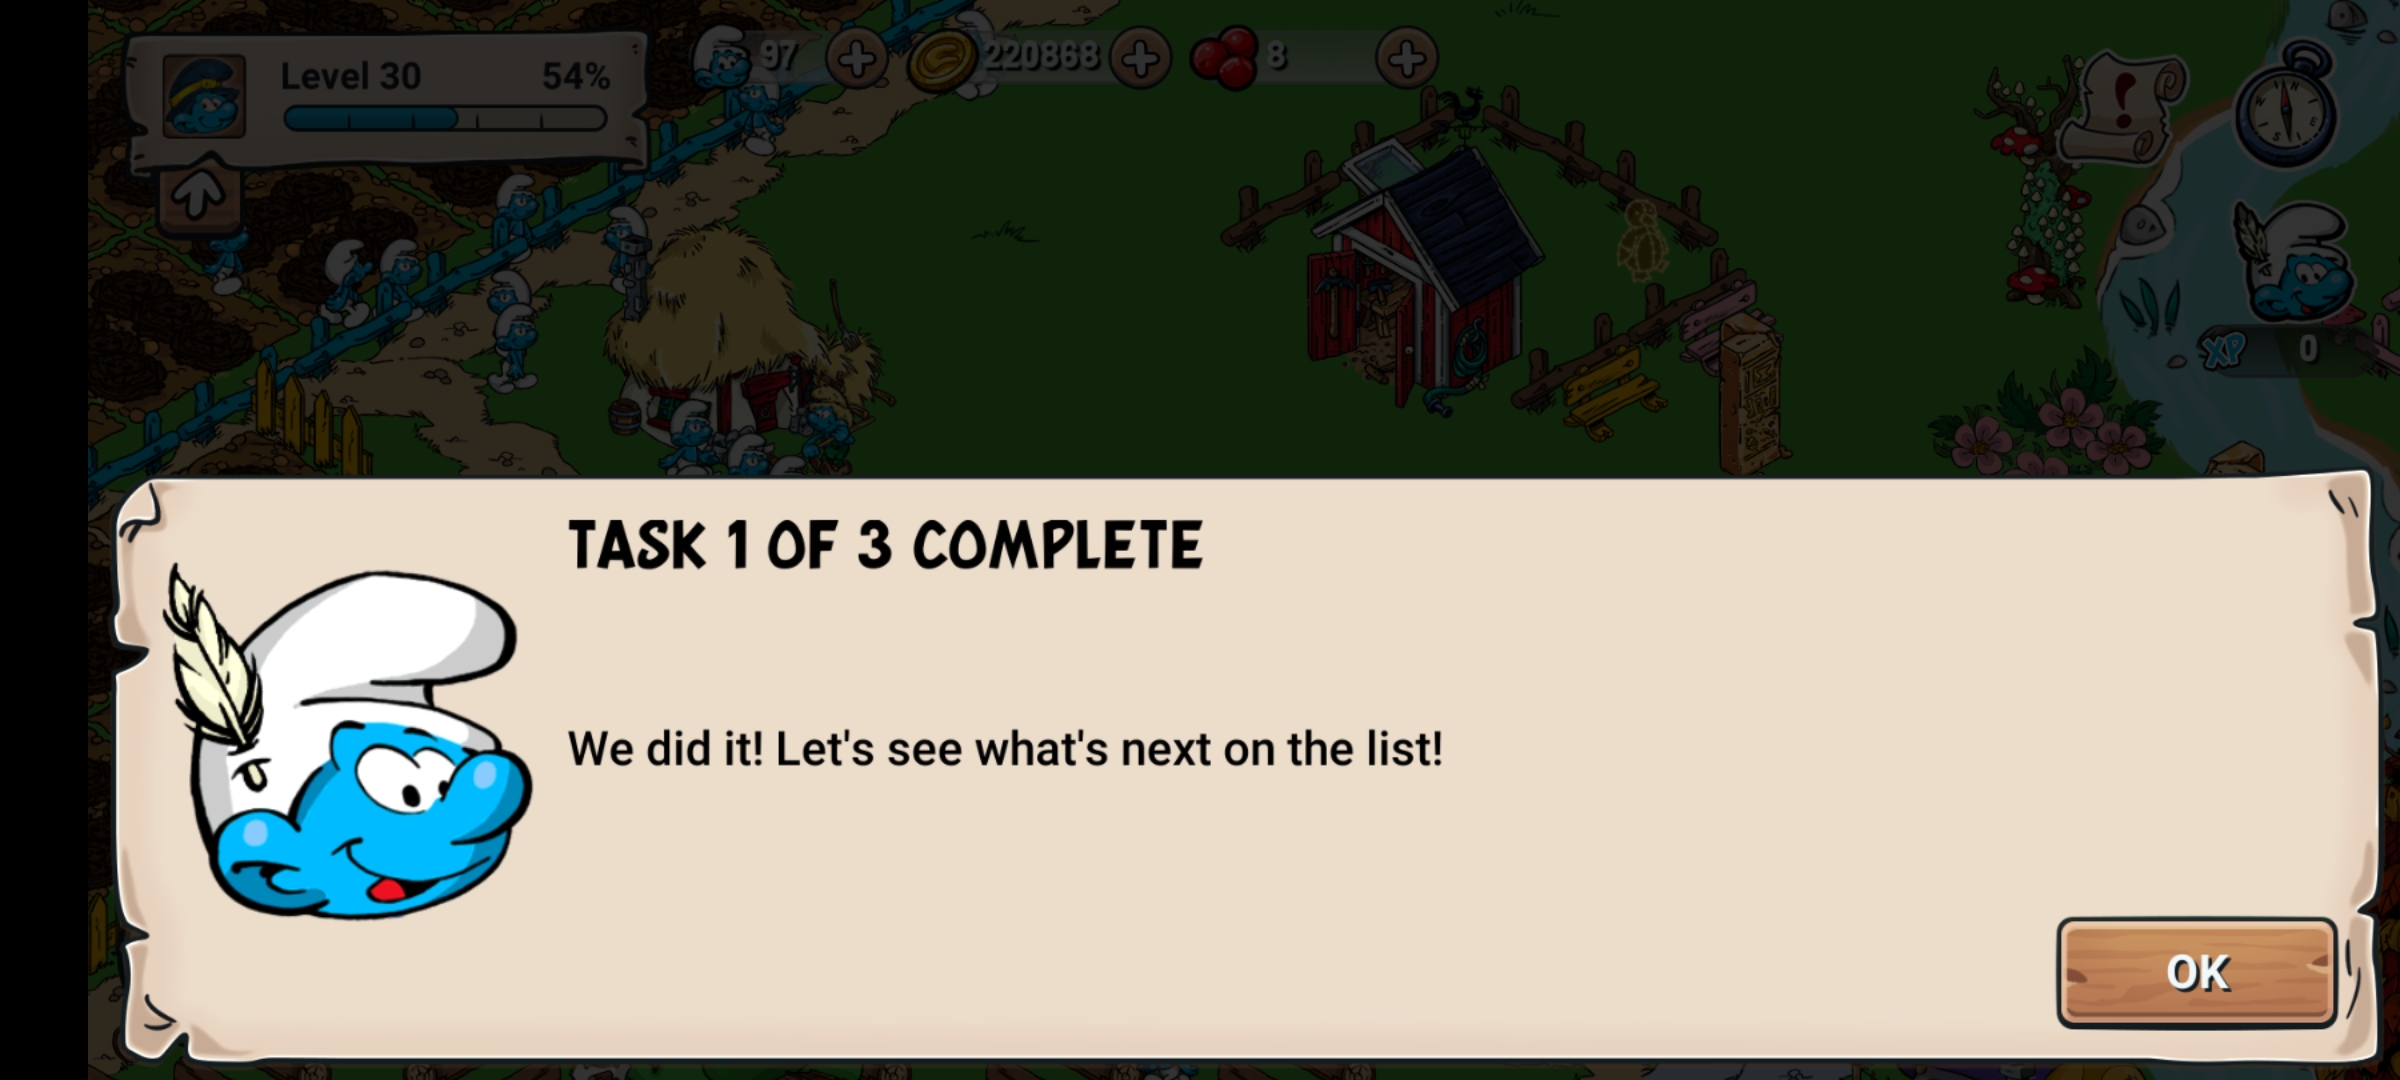 Level 30 54%
97
220868
8
XP 0
TASK 1 OF 3 COMPLETE
We did it! Let's see what's next on the list!
OK